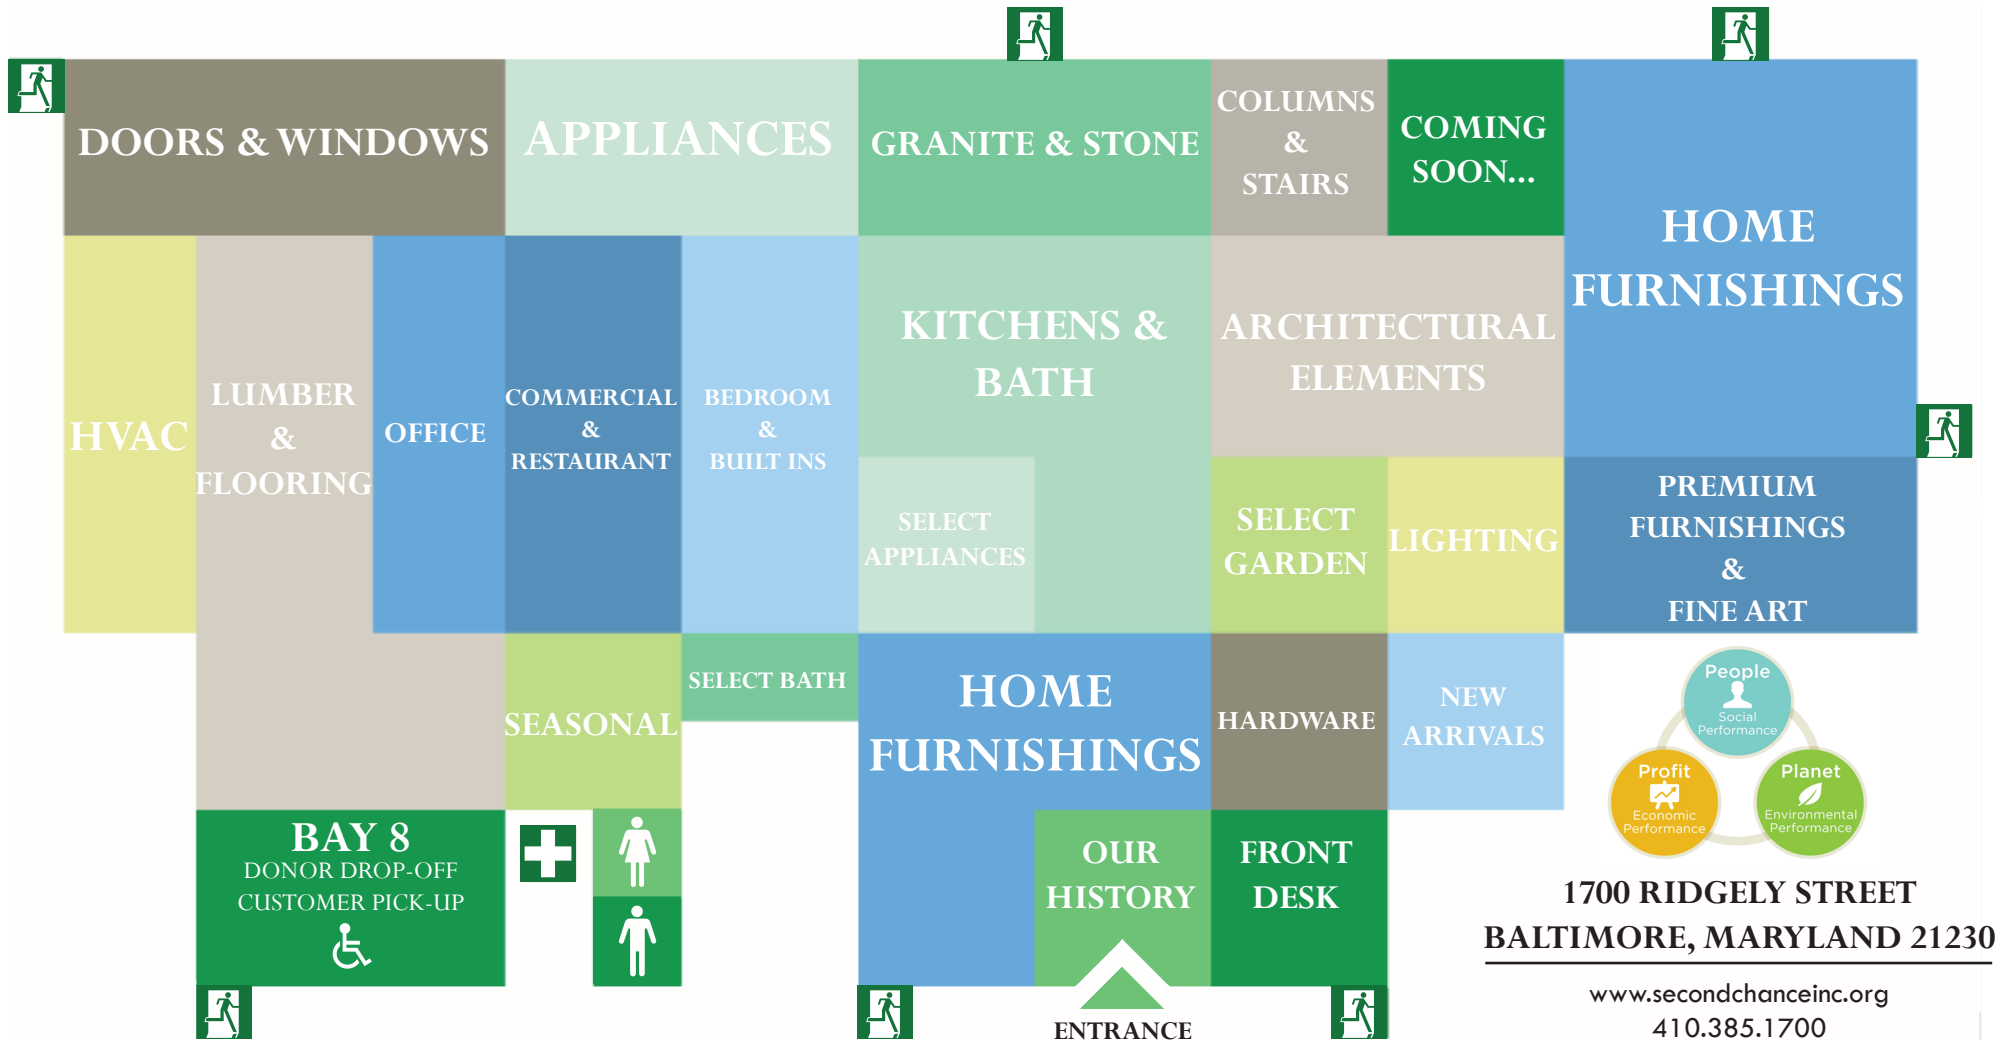 DOORS & WINDOWS
APPLIANCES
GRANITE & STONE
COLUMNS
&
STAIRS
COMING
SOON...
HOME
FURNISHINGS
HVAC
LUMBER
&
FLOORING
OFFICE
COMMERCIAL
&
RESTAURANT
BEDROOM
&
BUILT INS
KITCHENS &
BATH
ARCHITECTURAL
ELEMENTS
SELECT
APPLIANCES
SELECT
GARDEN
LIGHTING
PREMIUM
FURNISHINGS
&
FINE ART
SEASONAL
SELECT BATH
HOME
FURNISHINGS
HARDWARE
NEW
ARRIVALS
People
Social
Performance
Profit
Economic
Performance
Planet
Environmental
Performance
BAY 8
DONOR DROP-OFF
CUSTOMER PICK-UP
OUR
HISTORY
FRONT
DESK
ENTRANCE
1700 RIDGELY STREET
BALTIMORE, MARYLAND 21230
www.secondchanceinc.org
410.385.1700